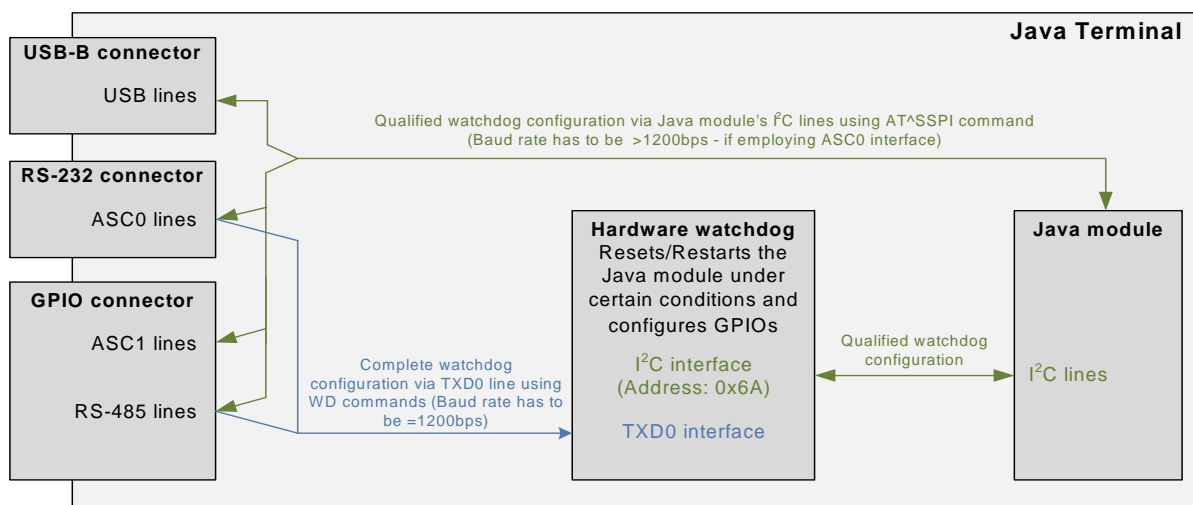 Java Terminal
USB-B connector
USB lines
Qualified watchdog configuration via Java module's I²C lines using AT^SSPI command
(Baud rate has to be >1200bps - if employing ASC0 interface)
RS-232 connector
ASC0 lines
GPIO connector
ASC1 lines
RS-485 lines
Complete watchdog
configuration via TXD0 line using
WD commands (Baud rate has to
be =1200bps)
Hardware watchdog
Resets/Restarts the
Java module under
certain conditions and
configures GPIOs
I²C interface
(Address: 0x6A)
TXD0 interface
Qualified watchdog
configuration
Java module
I²C lines